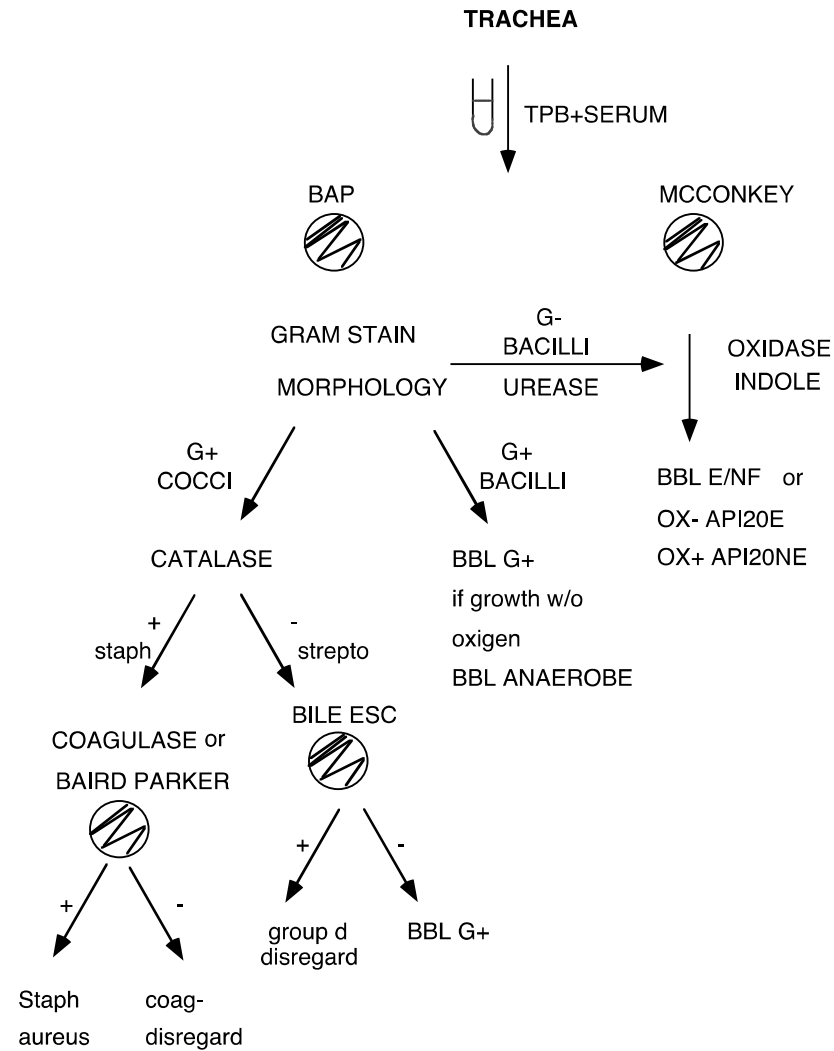 TRACHEA
TPB+SERUM
BAP
MCCONKEY
GRAM STAIN
MORPHOLOGY
G-
BACILLI
UREASE
OXIDASE
INDOLE
G+
COCCI
G+
BACILLI
BBL E/NF or
OX- API20E
OX+ API20NE
CATALASE
BBL G+
if growth w/o
oxigen
BBL ANAEROBE
+
staph
-
strepto
COAGULASE or
BAIRD PARKER
BILE ESC
+
-
+
-
group d
disregard
BBL G+
Staph
aureus
coag-
disregard